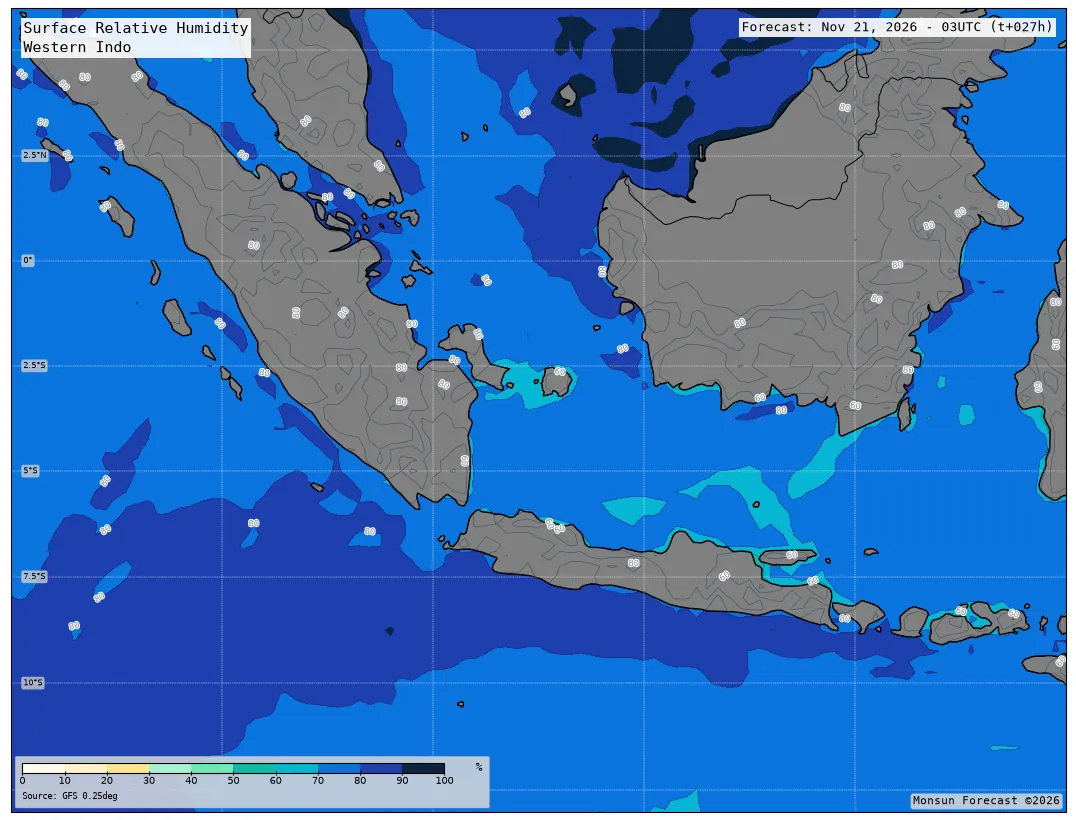 Surface Relative Humidity
Western Indo
Forecast: Nov 21, 2026 - 03UTC (t+027h)
2.5°N
0°
2.5°S
5°S
7.5°S
10°S
0 10 20 30 40 50 60 70 80 90 100 %
Source: GFS 0.25deg
Monsun Forecast ©2026